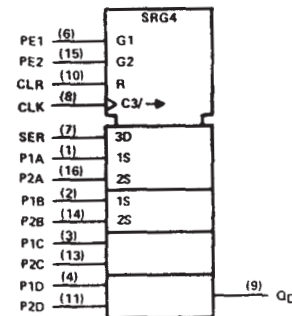 SRG4
PE1 (6) G1
PE2 (15) G2
CLR (10) R
CLK (8) C3/→
SER (7) 3D
P1A (1) 1S
P2A (16) 2S
P1B (2) 1S
P2B (14) 2S
P1C (3)
P2C (13)
P1D (4)
(9) QD
P2D (11)